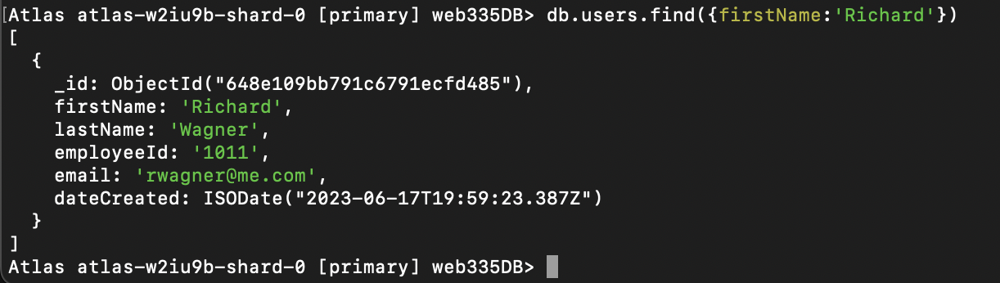 Atlas atlas-w2iu9b-shard-0 [primary] web335DB> db.users.find({firstName:'Richard'})
[
  {
    _id: ObjectId("648e109bb791c6791ecfd485"),
    firstName: 'Richard',
    lastName: 'Wagner',
    employeeId: '1011',
    email: 'rwagner@me.com',
    dateCreated: ISODate("2023-06-17T19:59:23.387Z")
  }
]
Atlas atlas-w2iu9b-shard-0 [primary] web335DB>